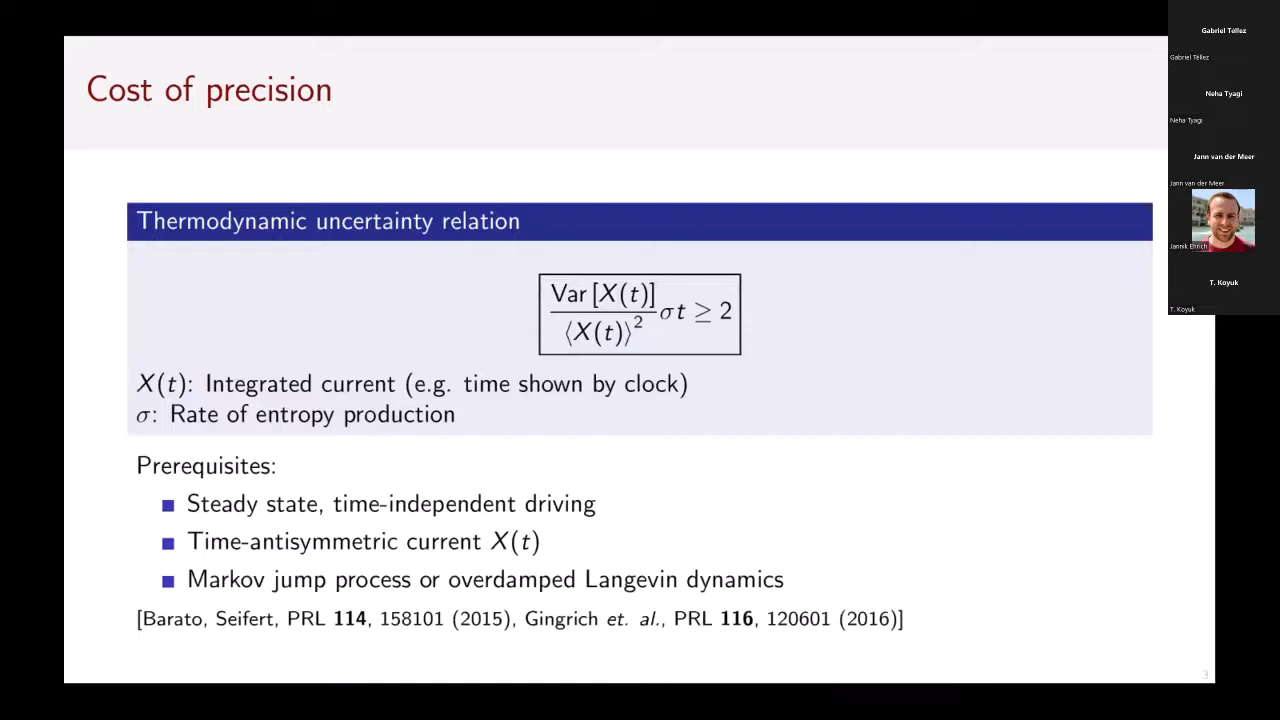 Cost of precision
Thermodynamic uncertainty relation
Var [X(t)] / ⟨X(t)⟩² σt ≥ 2
X(t): Integrated current (e.g. time shown by clock)
σ: Rate of entropy production
Prerequisites:
Steady state, time-independent driving
Time-antisymmetric current X(t)
Markov jump process or overdamped Langevin dynamics
[Barato, Seifert, PRL 114, 158101 (2015), Gingrich et. al., PRL 116, 120601 (2016)]
3
Gabriel Téllez
Gabriel Téllez
Neha Tyagi
Neha Tyagi
Jann van der Meer
Jann van der Meer
Jannik Ehrich
T. Koyuk
T. Koyuk